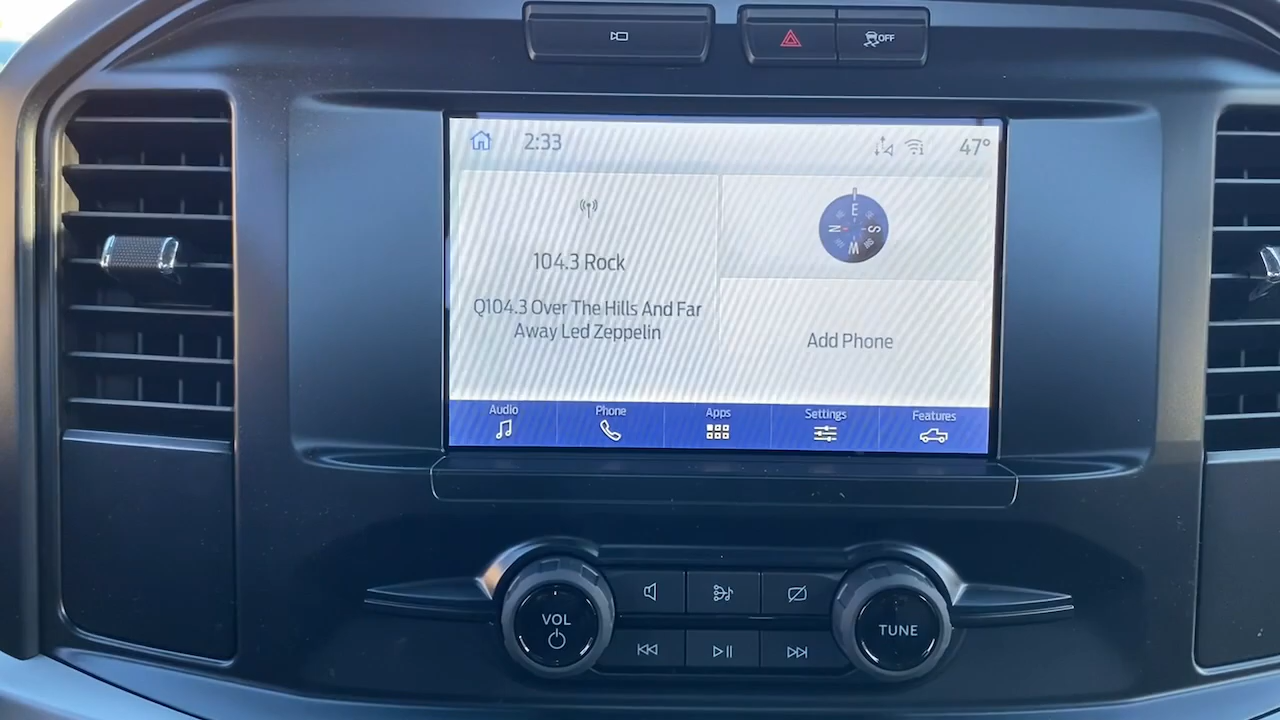 OFF
2:33
47°
104.3 Rock
Q104.3 Over The Hills And Far
Away Led Zeppelin
E
N
S
W
Add Phone
Audio
Phone
Apps
Settings
Features
VOL
TUNE